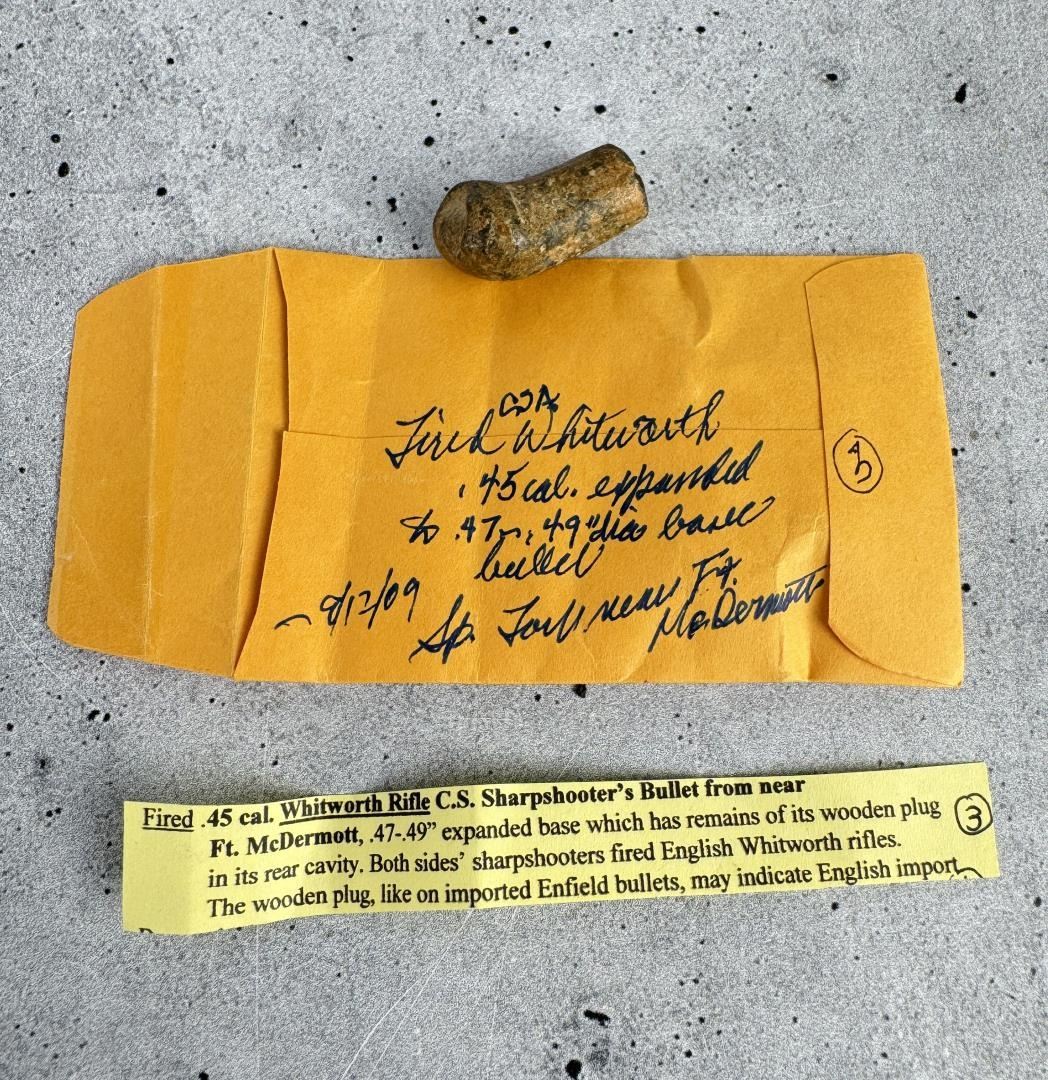 CSA
Fired Whitworth
.45 cal. expanded
to .47-.49" dia base
bullet
8/12/09
Sp. Fort near Ft.
McDermott
3
Fired .45 cal. Whitworth Rifle C.S. Sharpshooter's Bullet from near
Ft. McDermott, .47-.49" expanded base which has remains of its wooden plug
in its rear cavity. Both sides' sharpshooters fired English Whitworth rifles.
The wooden plug, like on imported Enfield bullets, may indicate English import
3